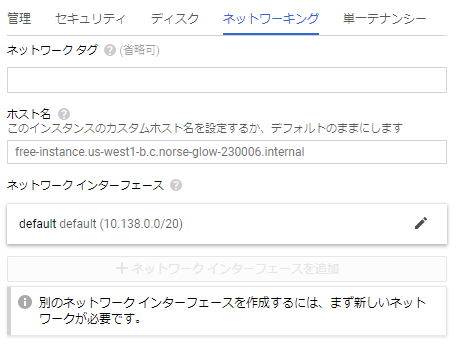 管理 セキュリティ ディスク ネットワーキング 単一テナンシー
ネットワーク タグ ? (省略可)
ホスト名 ?
このインスタンスのカスタムホスト名を設定するか、デフォルトのままにします
free-instance.us-west1-b.c.norse-glow-230006.internal
ネットワーク インターフェース ?
default default (10.138.0.0/20)
+ ネットワーク インターフェースを追加
別のネットワーク インターフェースを作成するには、まず新しいネット
ワークが必要です。